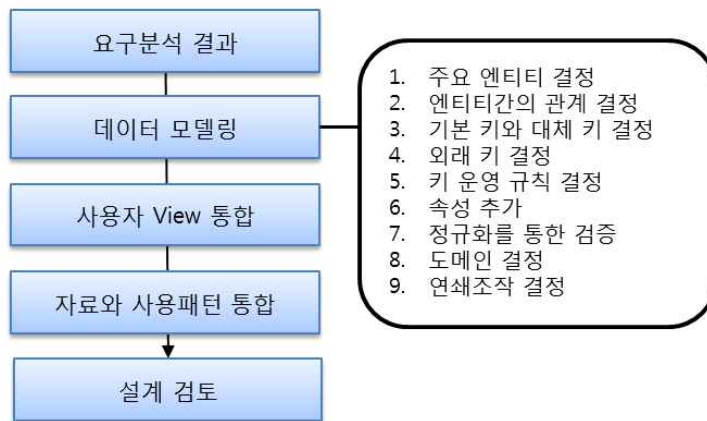 요구분석 결과
데이터 모델링
사용자 View 통합
자료와 사용패턴 통합
설계 검토
1. 주요 엔티티 결정
2. 엔티티간의 관계 결정
3. 기본 키와 대체 키 결정
4. 외래 키 결정
5. 키 운영 규칙 결정
6. 속성 추가
7. 정규화를 통한 검증
8. 도메인 결정
9. 연쇄조작 결정